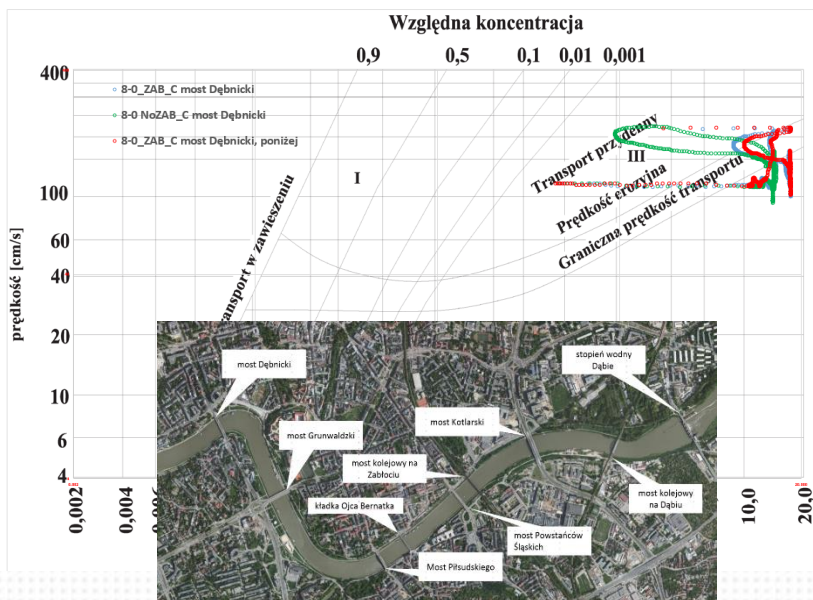 Względna koncentracja
0,9 0,5 0,1 0,01 0,001
400
8-0_ZAB_C most Dębnicki
8-0 NoZAB_C most Dębnicki
8-0_ZAB_C most Dębnicki, poniżej
Transport przydenny
III
I
Prędkość erozyjna
Graniczna prędkość transportu
ransport w zawieszeniu
prędkość [cm/s]
100
60
40
20
10
6
4
0,002 0,004 10,0 20,0
most Dębnicki
stopień wodny
Dąbie
most Grunwaldzki
most Kotlarski
most kolejowy na
Zabłociu
kładka Ojca Bernatka
most kolejowy
na Dąbiu
most Powstańców
Śląskich
Most Piłsudskiego